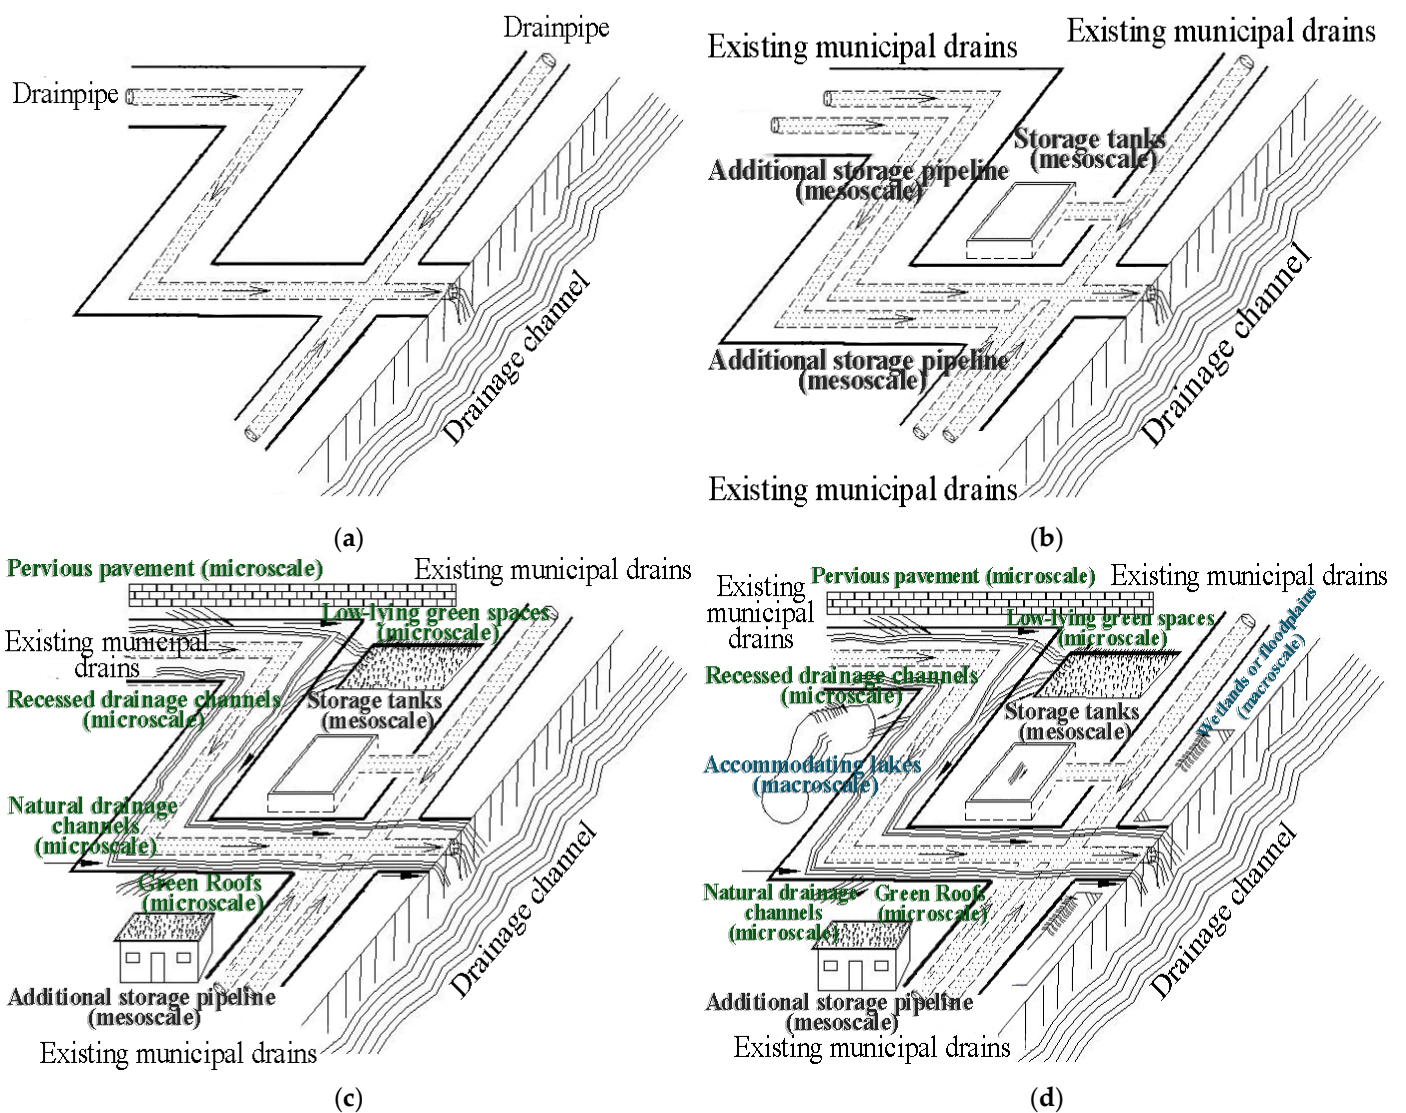 Drainpipe
Drainpipe
Drainage channel
(a)
Existing municipal drains
Existing municipal drains
Storage tanks
(mesoscale)
Additional storage pipeline
(mesoscale)
Additional storage pipeline
(mesoscale)
Drainage channel
Existing municipal drains
(b)
Pervious pavement (microscale)
Existing municipal drains
Low-lying green spaces
(microscale)
Existing municipal
drains
Recessed drainage channels
(microscale)
Storage tanks
(mesoscale)
Natural drainage
channels
(microscale)
Green Roofs
(microscale)
Drainage channel
Additional storage pipeline
(mesoscale)
Existing municipal drains
(c)
Existing
municipal
drains
Pervious pavement (microscale)
Existing municipal drains
Low-lying green spaces
(microscale)
Wetlands or floodplains
(macroscale)
Recessed drainage channels
(microscale)
Storage tanks
(mesoscale)
Accommodating lakes
(macroscale)
Natural drainage
channels
(microscale)
Green Roofs
(microscale)
Drainage channel
Additional storage pipeline
(mesoscale)
Existing municipal drains
(d)